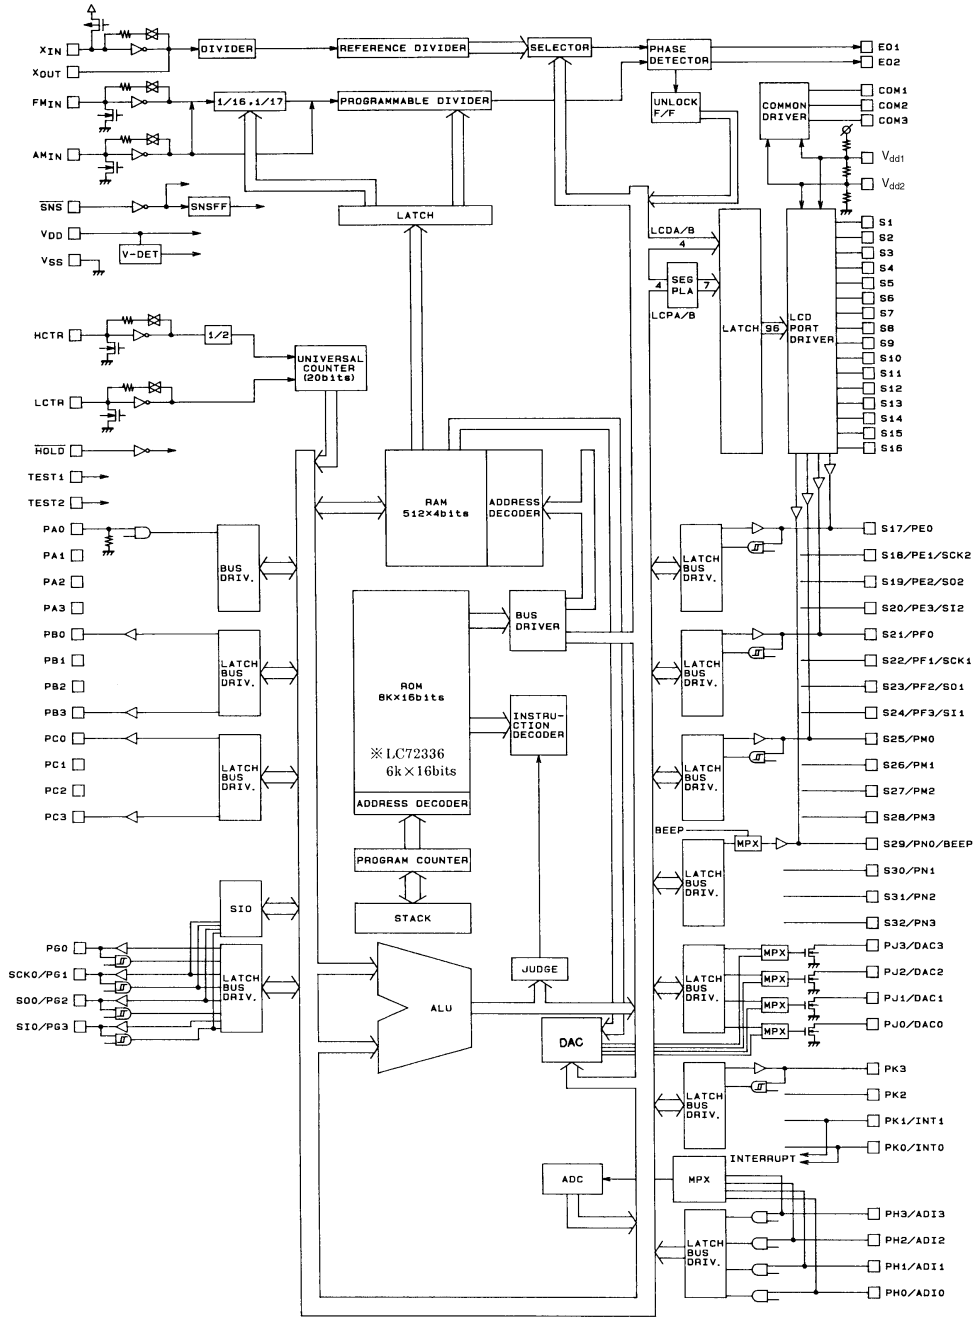 XIN
DIVIDER
REFERENCE DIVIDER
SELECTOR
PHASE
DETECTOR
EO1
EO2
XOUT
FMIN
1/16,1/17
PROGRAMMABLE DIVIDER
UNLOCK
F/F
COMMON
DRIVER
COM1
COM2
COM3
AMIN
Vdd1
Vdd2
SNS
SNSFF
LATCH
VDD
V-DET
VSS
LCDA/B
4
4
SEG
PLA
7
LCPA/B
LATCH
96
LCD
PORT
DRIVER
S1
S2
S3
S4
S5
S6
S7
S8
S9
S10
S11
S12
S13
S14
S15
S16
HCTR
1/2
UNIVERSAL
COUNTER
(20bits)
LCTR
HOLD
TEST1
TEST2
RAM
512×4bits
ADDRESS
DECODER
PA0
PA1
PA2
PA3
BUS
DRIV.
PB0
PB1
PB2
PB3
LATCH
BUS
DRIV.
PC0
PC1
PC2
PC3
LATCH
BUS
DRIV.
ROM
8K×16bits
※LC72336
6k×16bits
ADDRESS DECODER
BUS
DRIVER
INSTRU-
CTION
DECODER
PROGRAM COUNTER
STACK
LATCH
BUS
DRIV.
S17/PE0
S18/PE1/SCK2
S19/PE2/SO2
S20/PE3/SI2
LATCH
BUS
DRIV.
S21/PF0
S22/PF1/SCK1
S23/PF2/SO1
S24/PF3/SI1
LATCH
BUS
DRIV.
S25/PM0
S26/PM1
S27/PM2
S28/PM3
BEEP
MPX
LATCH
BUS
DRIV.
S29/PN0/BEEP
S30/PN1
S31/PN2
S32/PN3
SIO
PG0
SCK0/PG1
SO0/PG2
SI0/PG3
LATCH
BUS
DRIV.
ALU
JUDGE
DAC
LATCH
BUS
DRIV.
MPX
MPX
MPX
MPX
PJ3/DAC3
PJ2/DAC2
PJ1/DAC1
PJ0/DAC0
LATCH
BUS
DRIV.
PK3
PK2
PK1/INT1
PK0/INT0
INTERRUPT
ADC
MPX
LATCH
BUS
DRIV.
PH3/ADI3
PH2/ADI2
PH1/ADI1
PH0/ADI0